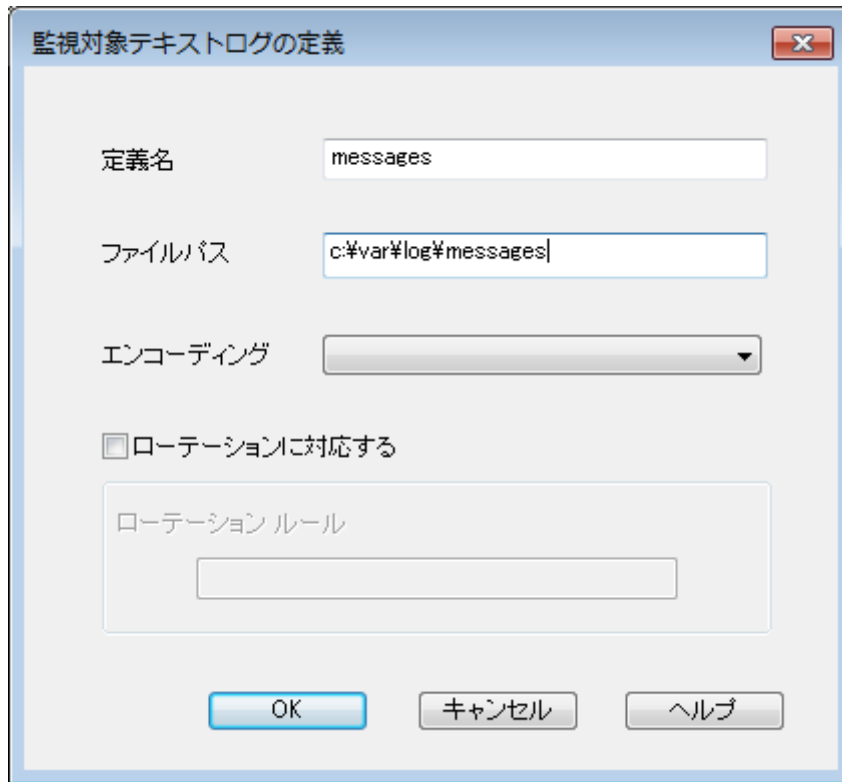 監視対象テキストログの定義
定義名
messages
ファイルパス
c:¥var¥log¥messages
エンコーディング
ローテーションに対応する
ローテーション ルール
OK
キャンセル
ヘルプ